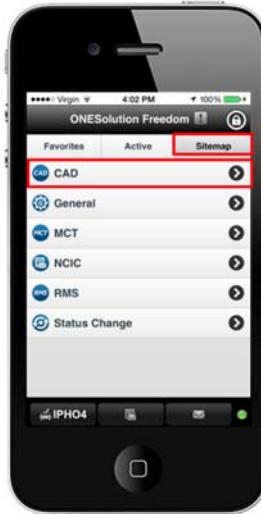 Virgin 4:02 PM 100%
ONESolution Freedom
Favorites Active Sitemap
CAD CAD
General
MCT MCT
NCIC
RMS RMS
Status Change
IPHO4